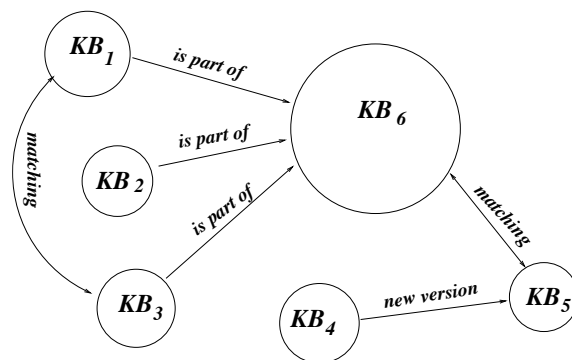 KB₁
is part of
KB₆
is part of
matching
KB₂
is part of
matching
KB₃
new version
KB₄
KB₅